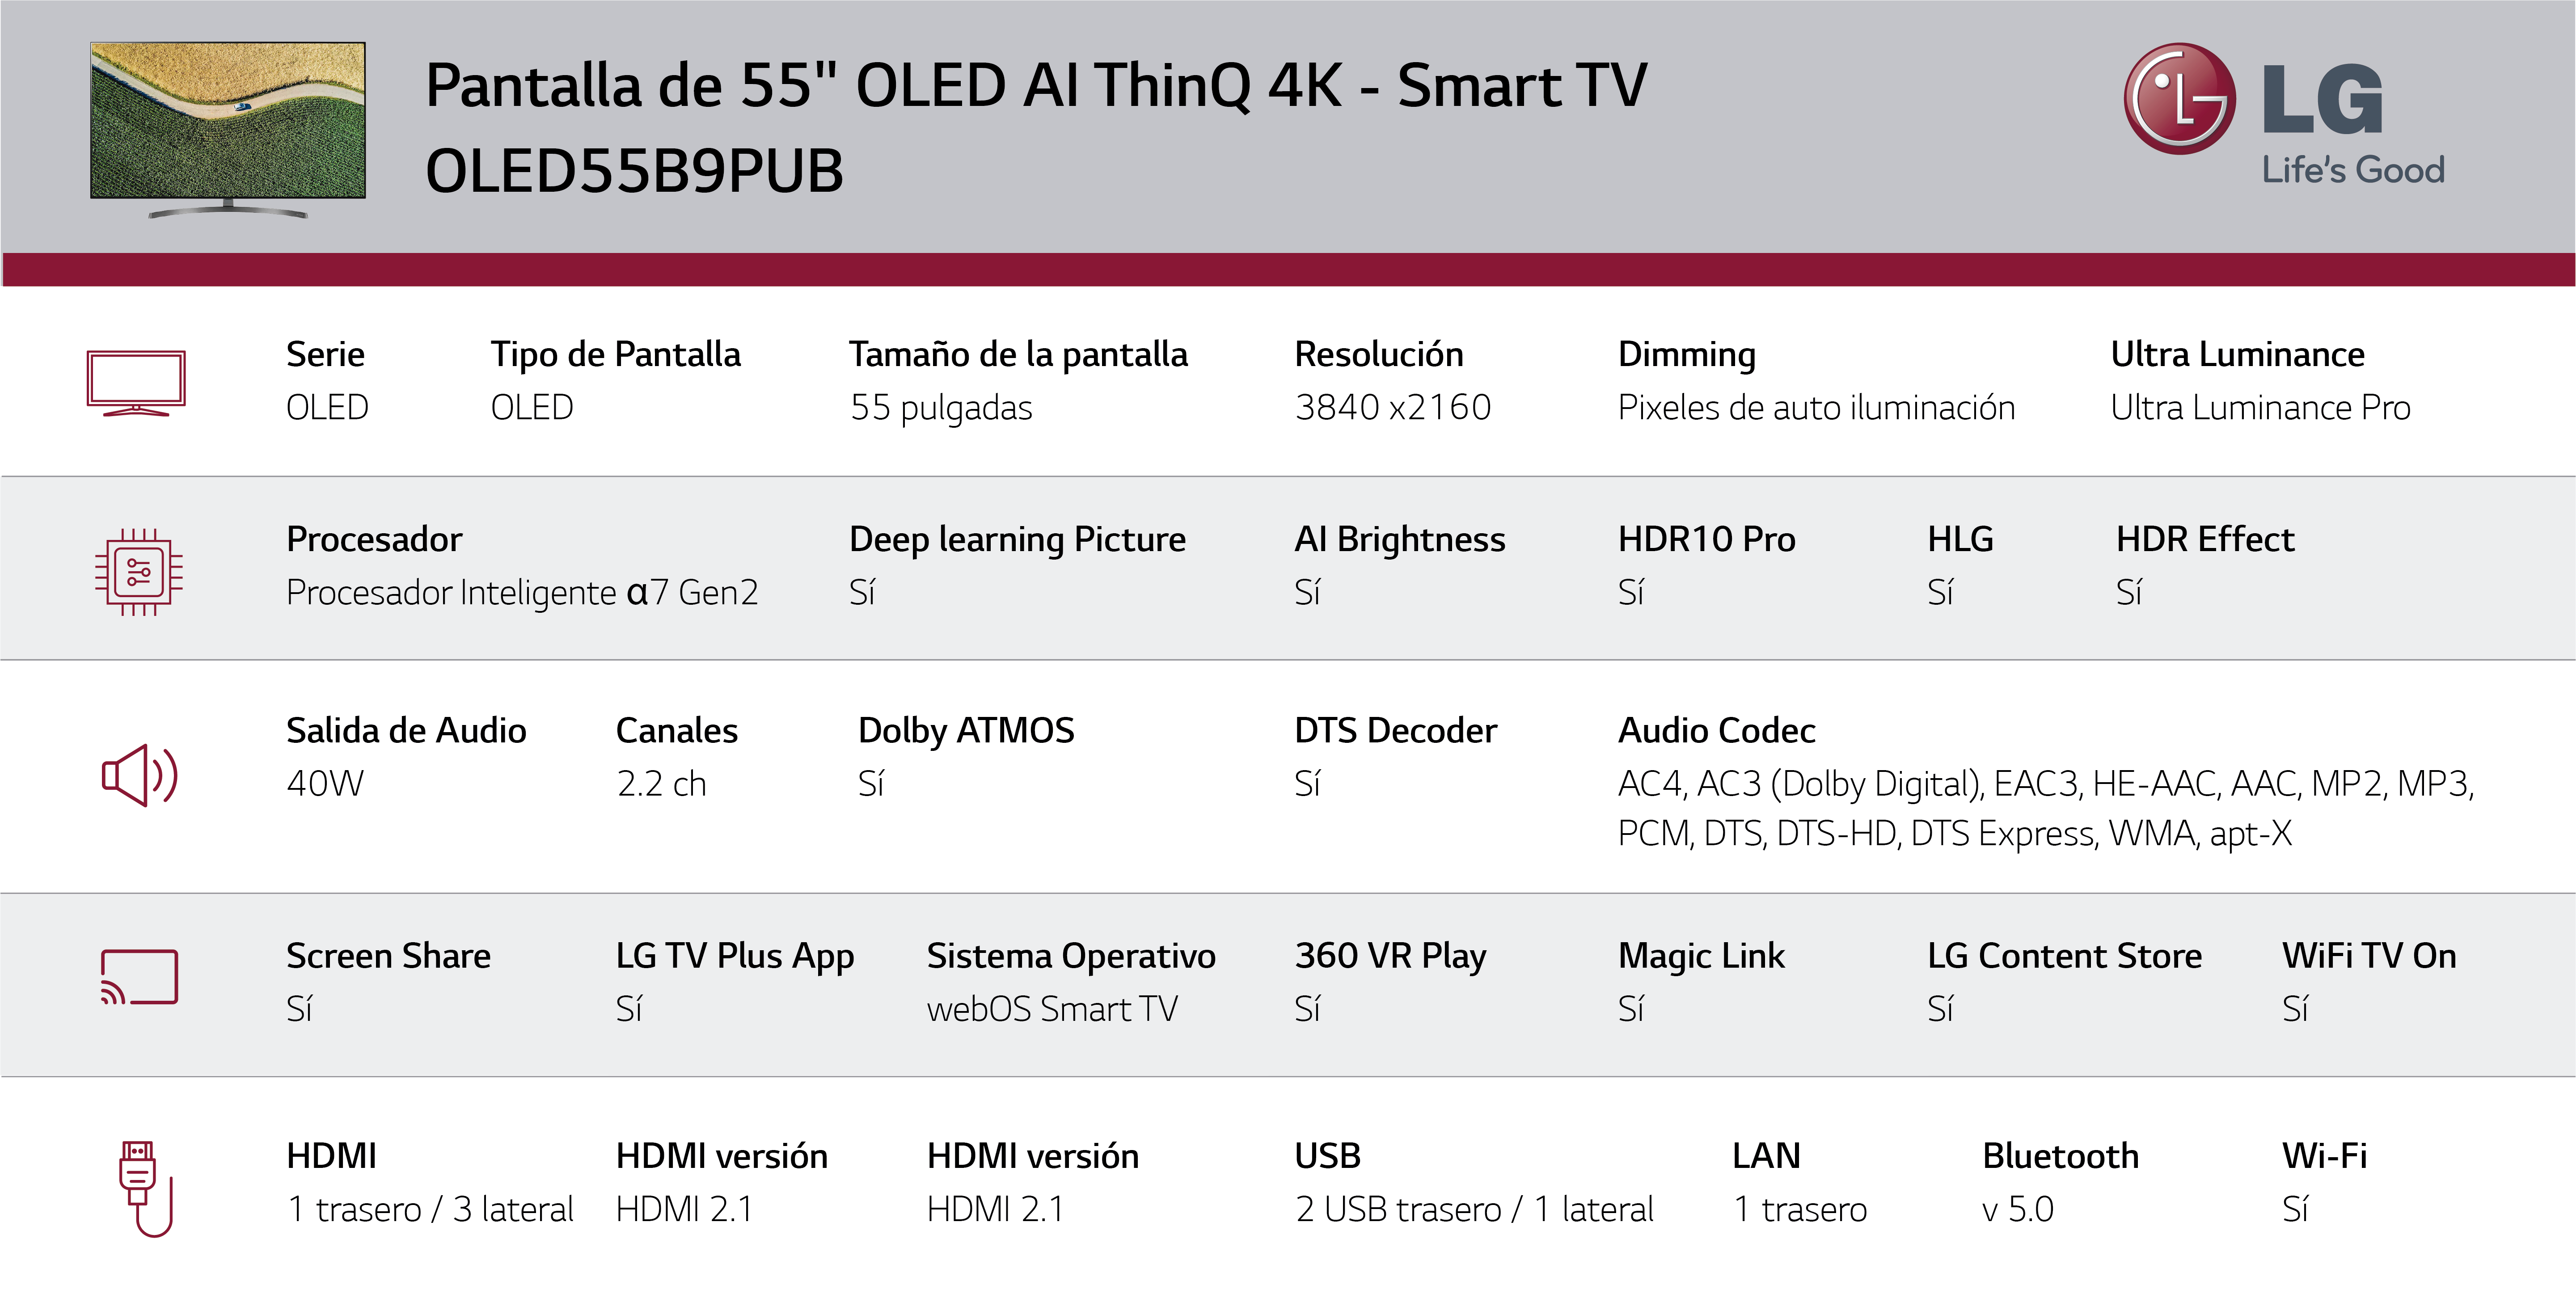 Pantalla de 55" OLED AI ThinQ 4K - Smart TV
OLED55B9PUB
LG
Life's Good
Serie Tipo de Pantalla Tamaño de la pantalla Resolución Dimming Ultra Luminance
OLED OLED 55 pulgadas 3840 x2160 Pixeles de auto iluminación Ultra Luminance Pro
Procesador Deep learning Picture AI Brightness HDR10 Pro HLG HDR Effect
Procesador Inteligente α7 Gen2 Sí Sí Sí Sí Sí
Salida de Audio Canales Dolby ATMOS DTS Decoder Audio Codec
40W 2.2 ch Sí Sí AC4, AC3 (Dolby Digital), EAC3, HE-AAC, AAC, MP2, MP3,
PCM, DTS, DTS-HD, DTS Express, WMA, apt-X
Screen Share LG TV Plus App Sistema Operativo 360 VR Play Magic Link LG Content Store WiFi TV On
Sí Sí webOS Smart TV Sí Sí Sí Sí
HDMI HDMI versión HDMI versión USB LAN Bluetooth Wi-Fi
1 trasero / 3 lateral HDMI 2.1 HDMI 2.1 2 USB trasero / 1 lateral 1 trasero v 5.0 Sí